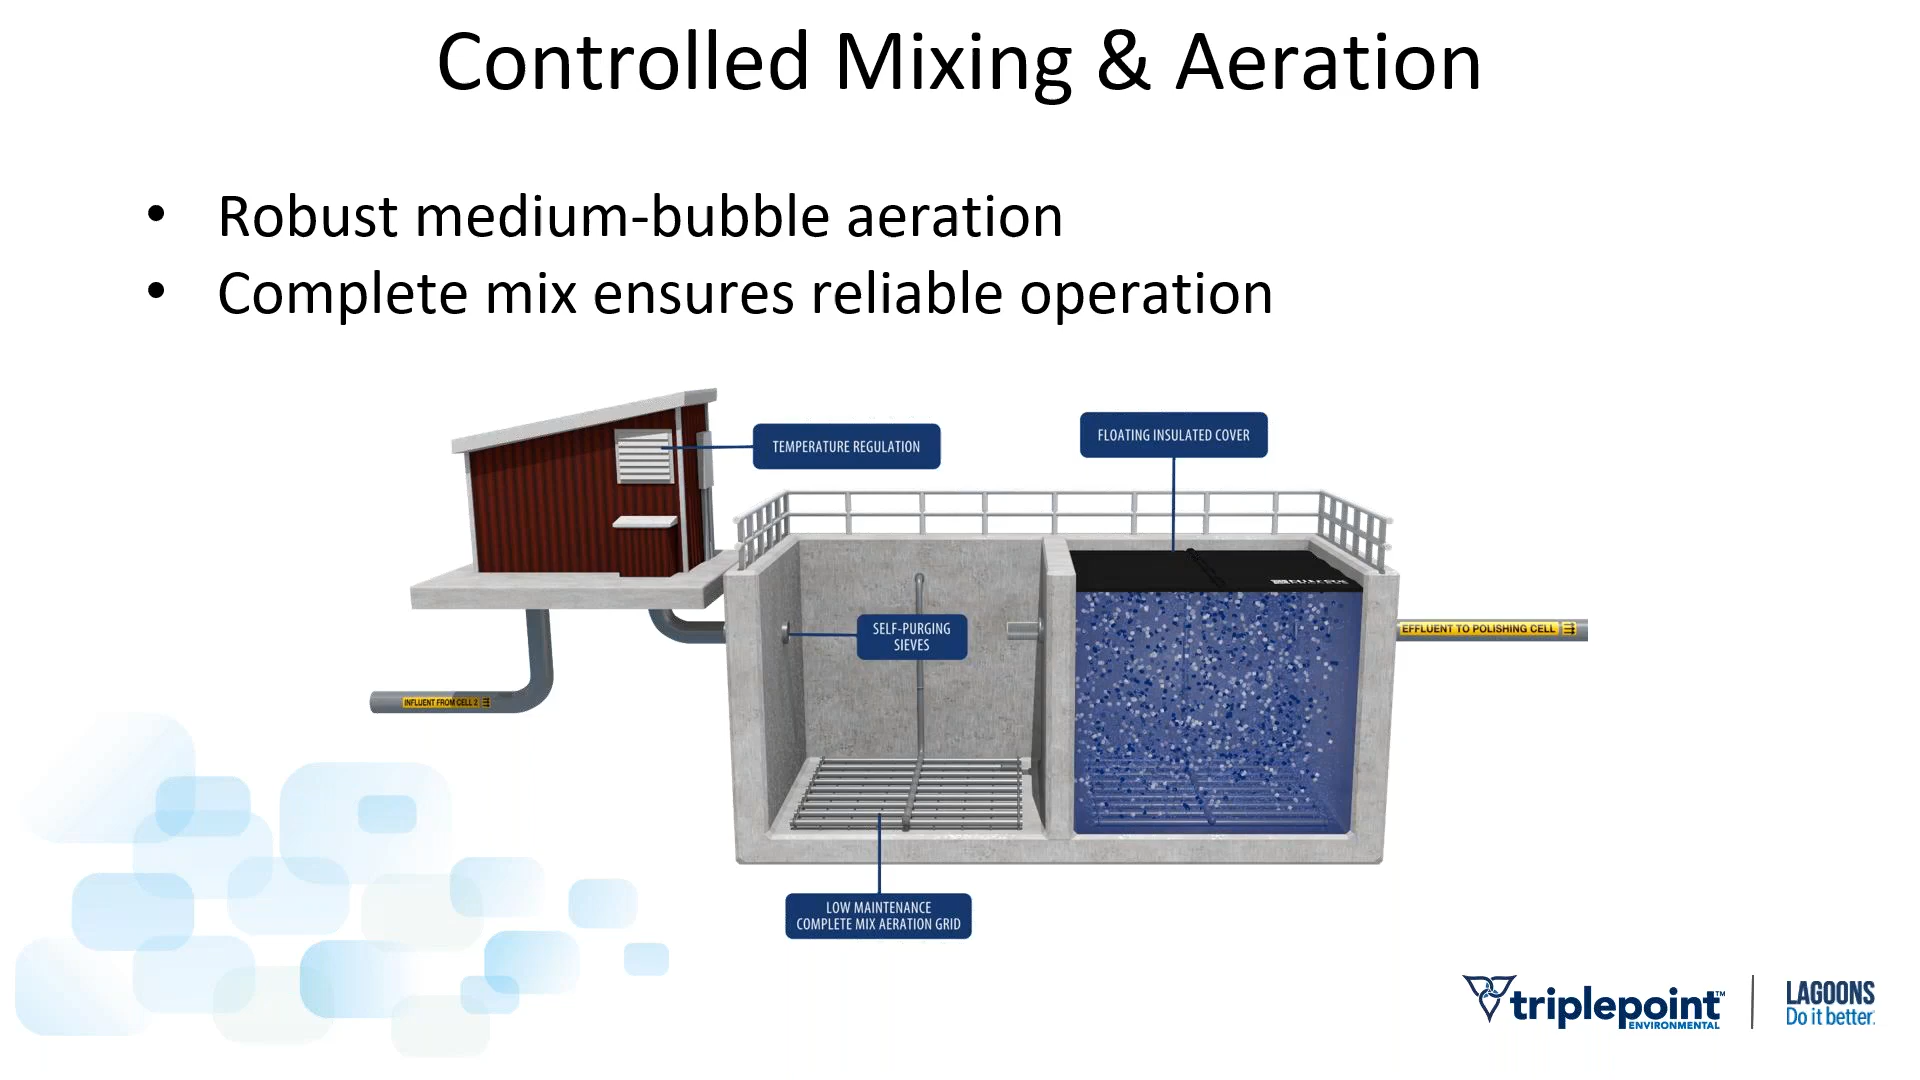 Controlled Mixing & Aeration
• Robust medium-bubble aeration
• Complete mix ensures reliable operation
TEMPERATURE REGULATION
FLOATING INSULATED COVER
SELF-PURGING
SIEVES
EFFLUENT TO POLISHING CELL
INFLUENT FROM CELL 2
LOW MAINTENANCE
COMPLETE MIX AERATION GRID
triplepoint™
ENVIRONMENTAL
LAGOONS
Do it better.